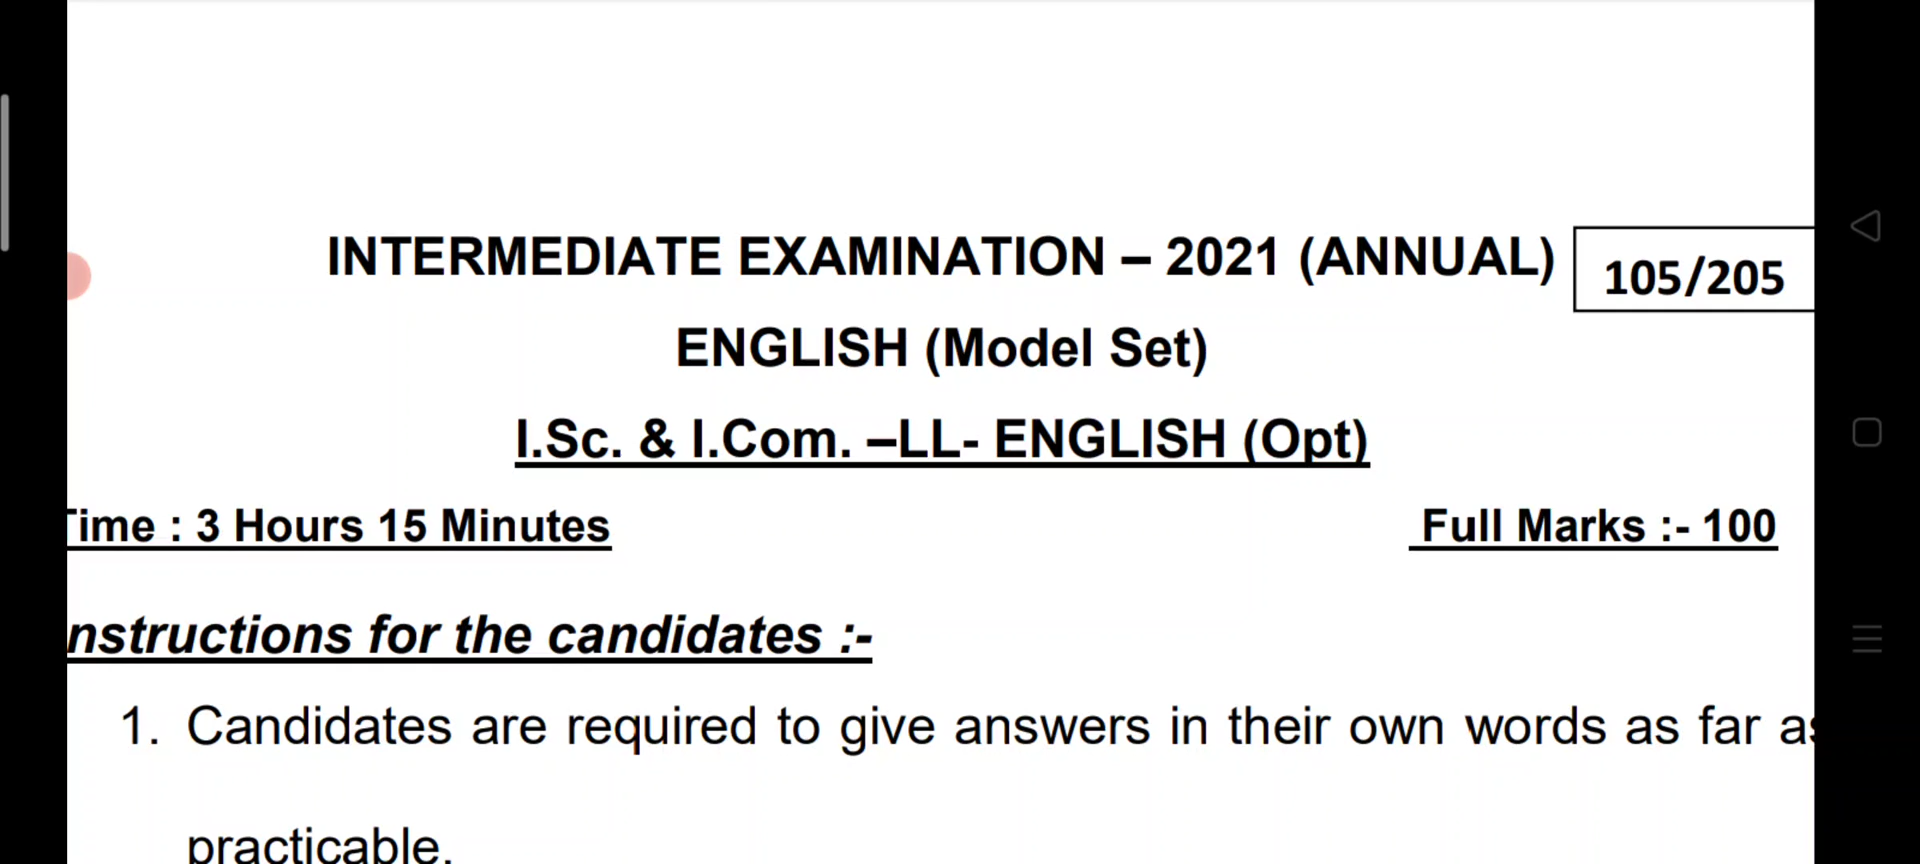 INTERMEDIATE EXAMINATION – 2021 (ANNUAL)
105/205
ENGLISH (Model Set)
I.Sc. & I.Com. –LL- ENGLISH (Opt)
Time : 3 Hours 15 Minutes
Full Marks :- 100
nstructions for the candidates :-
1. Candidates are required to give answers in their own words as far as
practicable.